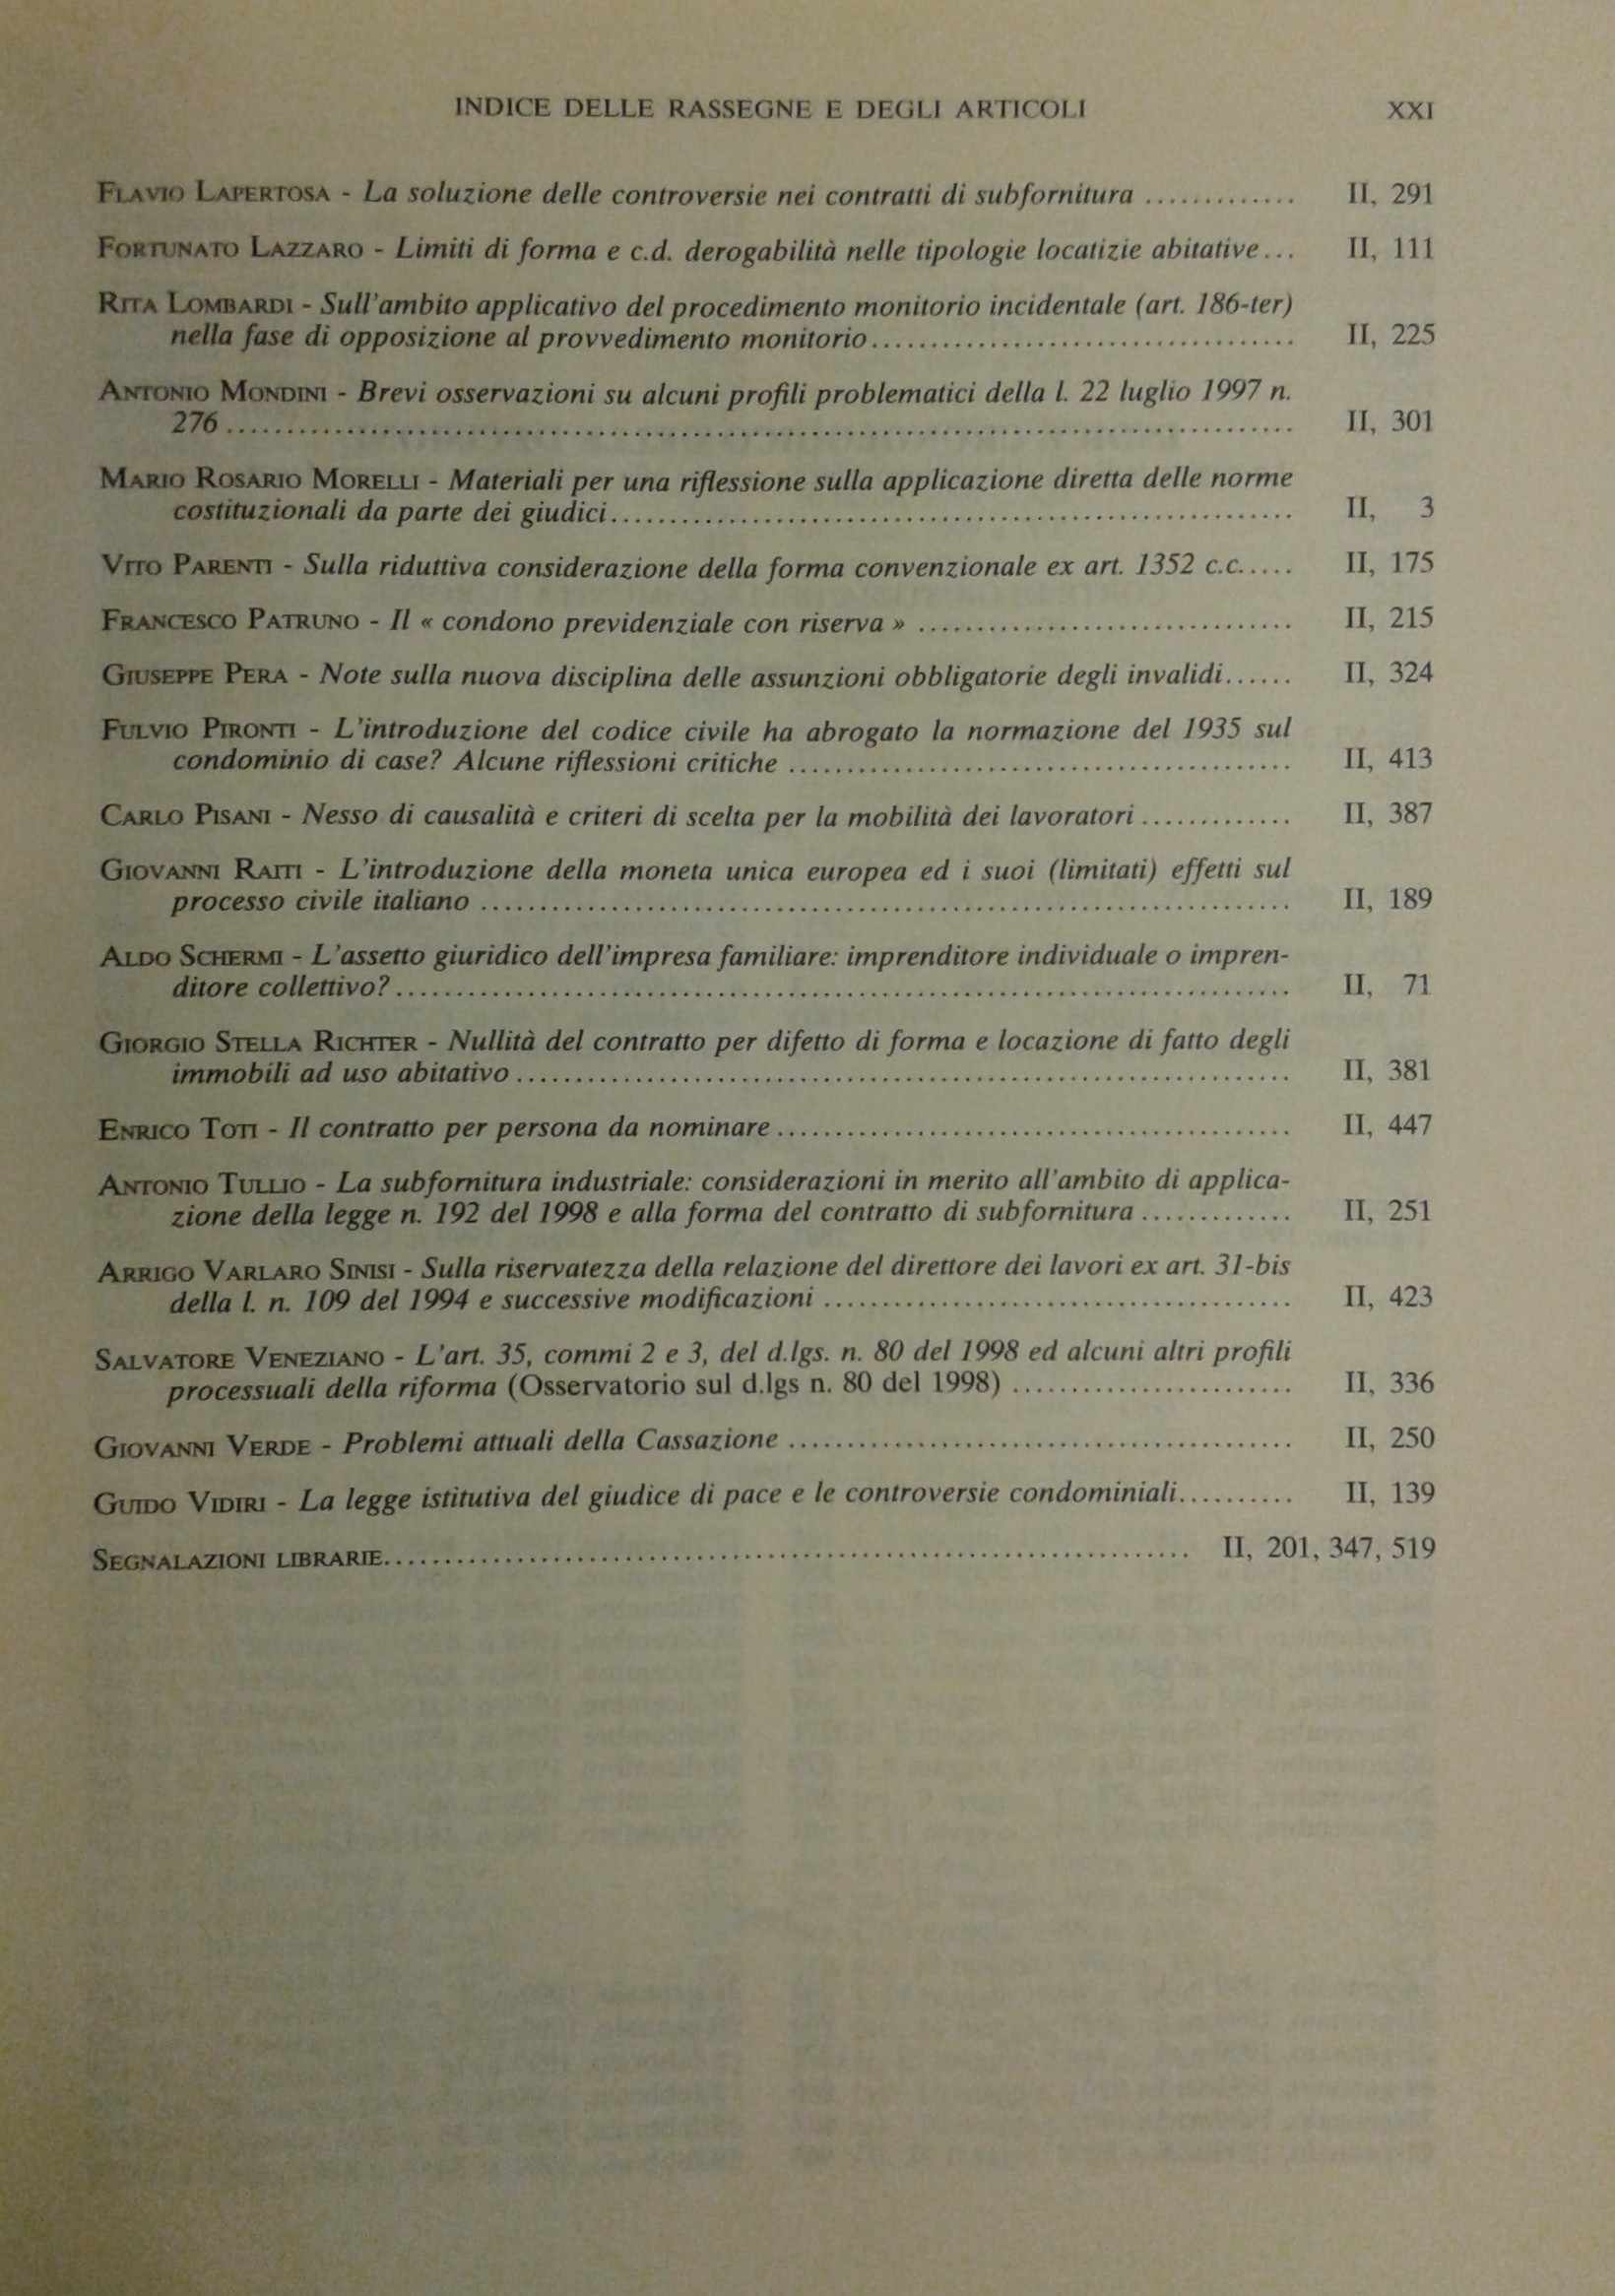 INDICE DELLE RASSEGNE E DEGLI ARTICOLI XXI
FLAVIO LAPERTOSA - La soluzione delle controversie nei contratti di subfornitura ............. II, 291
FORTUNATO LAZZARO - Limiti di forma e c.d. derogabilità nelle tipologie locatizie abitative... II, 111
RITA LOMBARDI - Sull'ambito applicativo del procedimento monitorio incidentale (art. 186-ter)
nella fase di opposizione al provvedimento monitorio.................................... II, 225
ANTONIO MONDINI - Brevi osservazioni su alcuni profili problematici della l. 22 luglio 1997 n.
276........................................................................................ II, 301
MARIO ROSARIO MORELLI - Materiali per una riflessione sulla applicazione diretta delle norme
costituzionali da parte dei giudici......................................................... II, 3
VITO PARENTI - Sulla riduttiva considerazione della forma convenzionale ex art. 1352 c.c..... II, 175
FRANCESCO PATRUNO - Il « condono previdenziale con riserva » ................................ II, 215
GIUSEPPE PERA - Note sulla nuova disciplina delle assunzioni obbligatorie degli invalidi...... II, 324
FULVIO PIRONTI - L'introduzione del codice civile ha abrogato la normazione del 1935 sul
condominio di case? Alcune riflessioni critiche .......................................... II, 413
CARLO PISANI - Nesso di causalità e criteri di scelta per la mobilità dei lavoratori ............. II, 387
GIOVANNI RAITI - L'introduzione della moneta unica europea ed i suoi (limitati) effetti sul
processo civile italiano .................................................................... II, 189
ALDO SCHERMI - L'assetto giuridico dell'impresa familiare: imprenditore individuale o impren-
ditore collettivo? ........................................................................... II, 71
GIORGIO STELLA RICHTER - Nullità del contratto per difetto di forma e locazione di fatto degli
immobili ad uso abitativo ................................................................. II, 381
ENRICO TOTI - Il contratto per persona da nominare ........................................... II, 447
ANTONIO TULLIO - La subfornitura industriale: considerazioni in merito all'ambito di applica-
zione della legge n. 192 del 1998 e alla forma del contratto di subfornitura ............. II, 251
ARRIGO VARLARO SINISI - Sulla riservatezza della relazione del direttore dei lavori ex art. 31-bis
della l. n. 109 del 1994 e successive modificazioni ....................................... II, 423
SALVATORE VENEZIANO - L'art. 35, commi 2 e 3, del d.lgs. n. 80 del 1998 ed alcuni altri profili
processuali della riforma (Osservatorio sul d.lgs n. 80 del 1998) ........................ II, 336
GIOVANNI VERDE - Problemi attuali della Cassazione .......................................... II, 250
GUIDO VIDIRI - La legge istitutiva del giudice di pace e le controversie condominiali.......... II, 139
SEGNALAZIONI LIBRARIE.................................................................... II, 201, 347, 519